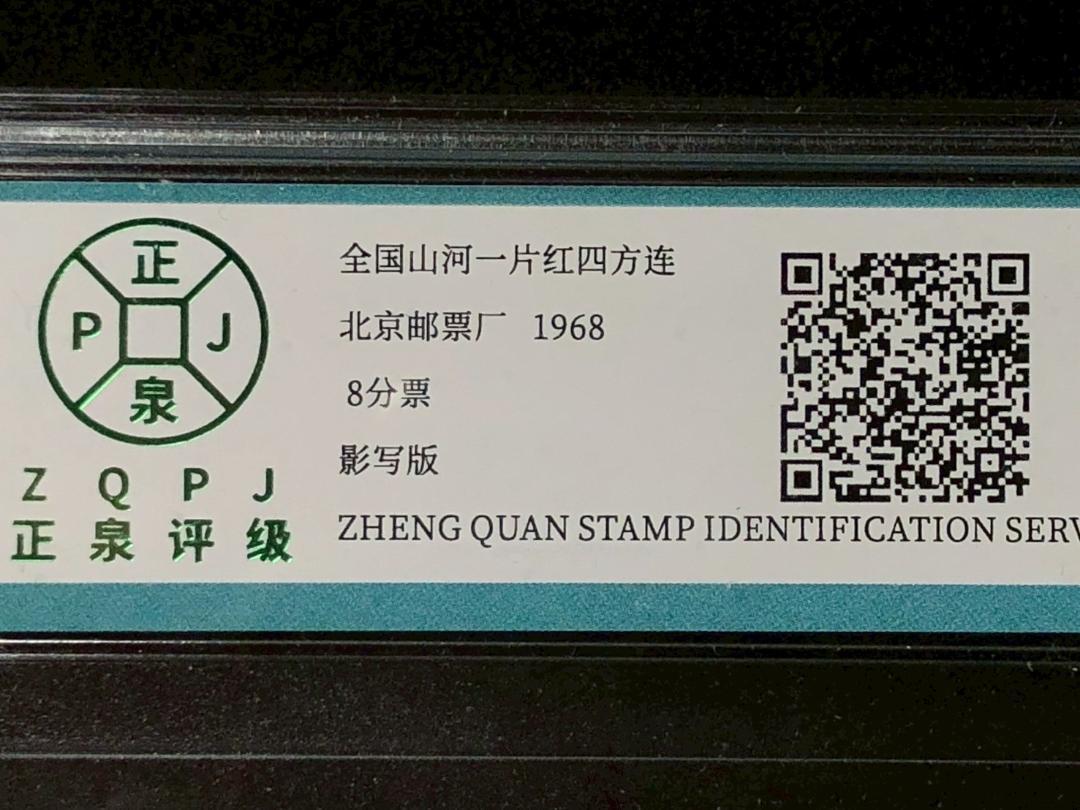 正
P J
泉
Z Q P J
正泉评级
全国山河一片红四方连
北京邮票厂 1968
8分票
影写版
ZHENG QUAN STAMP IDENTIFICATION SERV